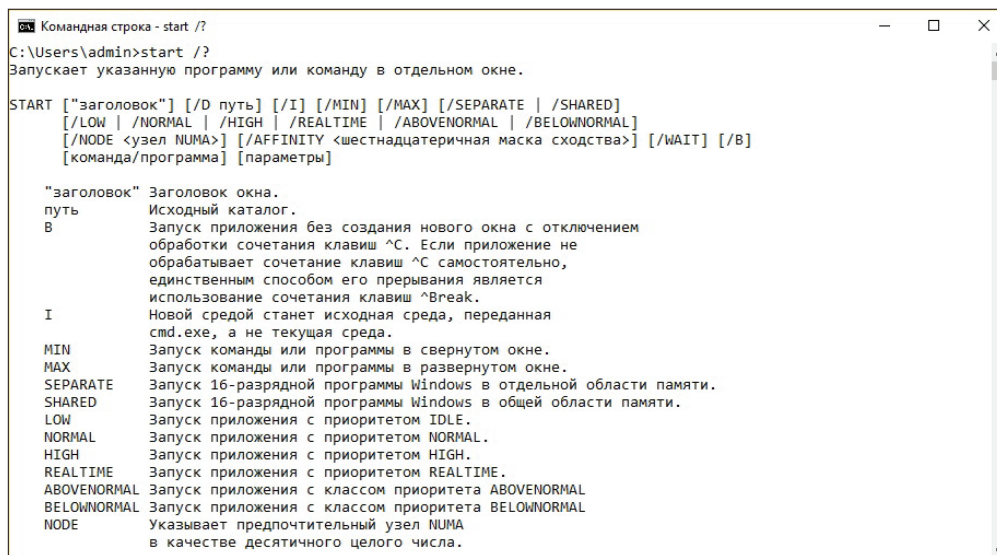 Командная строка - start /?
C:\Users\admin>start /?
Запускает указанную программу или команду в отдельном окне.
START ["заголовок"] [/D путь] [/I] [/MIN] [/MAX] [/SEPARATE | /SHARED]
[/LOW | /NORMAL | /HIGH | /REALTIME | /ABOVENORMAL | /BELOWNORMAL]
[/NODE <узел NUMA>] [/AFFINITY <шестнадцатеричная маска сходства>] [/WAIT] [/B]
[команда/программа] [параметры]
"заголовок" Заголовок окна.
путь Исходный каталог.
B Запуск приложения без создания нового окна с отключением
обработки сочетания клавиш ^C. Если приложение не
обрабатывает сочетание клавиш ^C самостоятельно,
единственным способом его прерывания является
использование сочетания клавиш ^Break.
I Новой средой станет исходная среда, переданная
cmd.exe, а не текущая среда.
MIN Запуск команды или программы в свернутом окне.
MAX Запуск команды или программы в развернутом окне.
SEPARATE Запуск 16-разрядной программы Windows в отдельной области памяти.
SHARED Запуск 16-разрядной программы Windows в общей области памяти.
LOW Запуск приложения с приоритетом IDLE.
NORMAL Запуск приложения с приоритетом NORMAL.
HIGH Запуск приложения с приоритетом HIGH.
REALTIME Запуск приложения с приоритетом REALTIME.
ABOVENORMAL Запуск приложения с классом приоритета ABOVENORMAL
BELOWNORMAL Запуск приложения с классом приоритета BELOWNORMAL
NODE Указывает предпочтительный узел NUMA
в качестве десятичного целого числа.